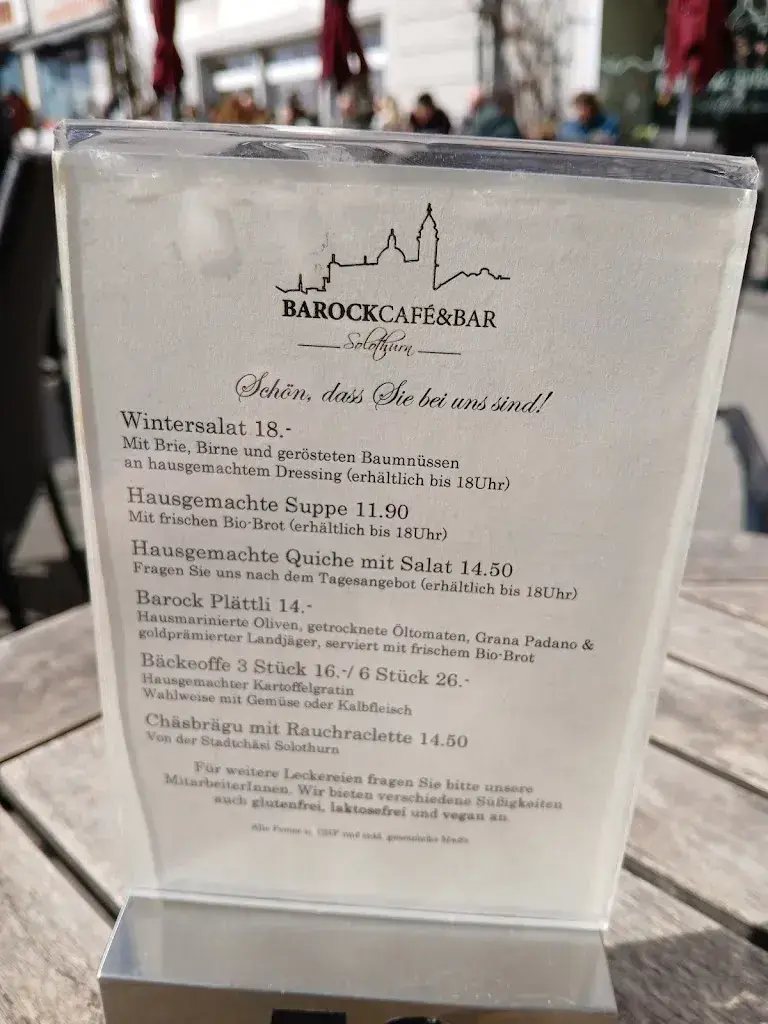 BAROCKCAFÉ&BAR
Solothurn
Schön, dass Sie bei uns sind!
Wintersalat 18.-
Mit Brie, Birne und gerösteten Baumnüssen
an hausgemachtem Dressing (erhältlich bis 18Uhr)
Hausgemachte Suppe 11.90
Mit frischen Bio-Brot (erhältlich bis 18Uhr)
Hausgemachte Quiche mit Salat 14.50
Fragen Sie uns nach dem Tagesangebot (erhältlich bis 18Uhr)
Barock Plättli 14.-
Hausmarinierte Oliven, getrocknete Öltomaten, Grana Padano &
goldprämierter Landjäger, serviert mit frischem Bio-Brot
Bäckeoffe 3 Stück 16.-/ 6 Stück 26.-
Hausgemachter Kartoffelgratin
Wahlweise mit Gemüse oder Kalbfleisch
Chäsbrägu mit Rauchraclette 14.50
Von der Stadtchäsi Solothurn
Für weitere Leckereien fragen Sie bitte unsere
MitarbeiterInnen. Wir bieten verschiedene Süßigkeiten
auch glutenfrei, laktosefrei und vegan an.
Alle Preise CHF und inkl.